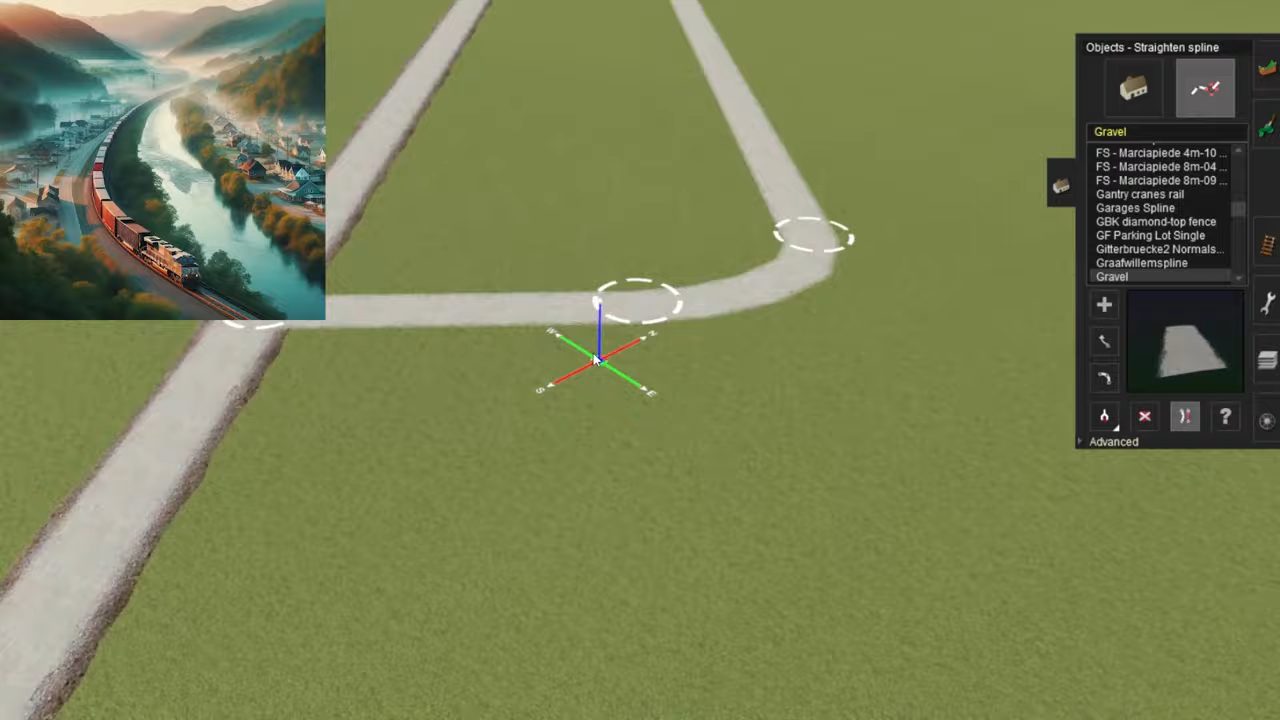 Objects - Straighten spline
Gravel
FS - Marciapiede 4m-10 ...
FS - Marciapiede 8m-04 ...
FS - Marciapiede 8m-09 ...
Gantry cranes rail
Garages Spline
GBK diamond-top fence
GF Parking Lot Single
Gitterbruecke2 Normals...
Graafwillemspline
Gravel
W
N
S
E
?
Advanced